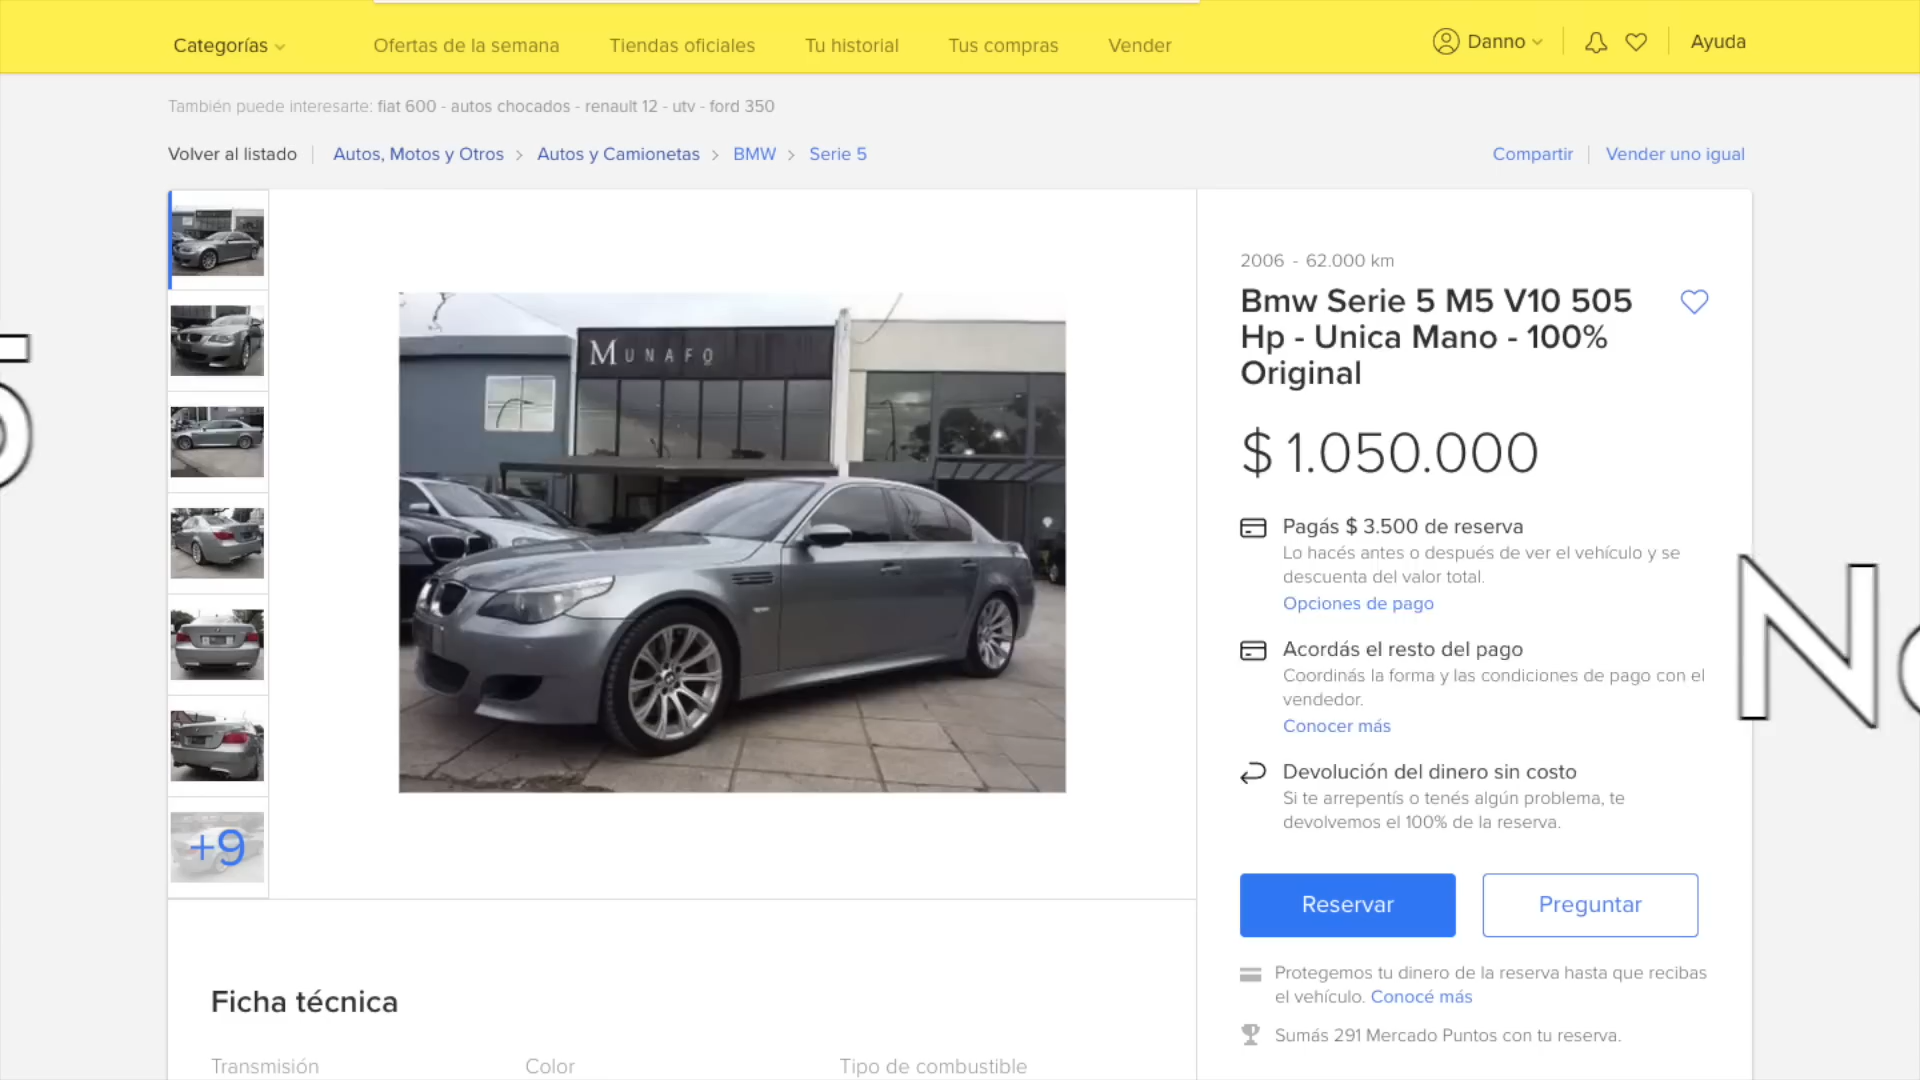 Categorías
Ofertas de la semana
Tiendas oficiales
Tu historial
Tus compras
Vender
Danno
Ayuda
También puede interesarte: fiat 600 - autos chocados - renault 12 - utv - ford 350
Volver al listado
Autos, Motos y Otros > Autos y Camionetas > BMW > Serie 5
Compartir
Vender uno igual
MUNAFO
+9
2006 - 62.000 km
Bmw Serie 5 M5 V10 505
Hp - Unica Mano - 100%
Original
$ 1.050.000
Pagás $ 3.500 de reserva
Lo hacés antes o después de ver el vehículo y se
descuenta del valor total.
Opciones de pago
Acordás el resto del pago
Coordinás la forma y las condiciones de pago con el
vendedor.
Conocer más
Devolución del dinero sin costo
Si te arrepentís o tenés algún problema, te
devolvemos el 100% de la reserva.
Reservar
Preguntar
Protegemos tu dinero de la reserva hasta que recibas
el vehículo. Conocé más
Sumás 291 Mercado Puntos con tu reserva.
Ficha técnica
Transmisión
Color
Tipo de combustible